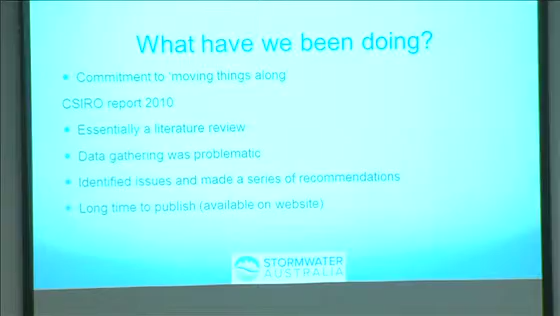 What have we been doing?
• Commitment to 'moving things along
CSIRO report 2010
• Essentially a literature review
• Data gathering was problematic
• Identified issues and made a series of recommendations
• Long time to publish (available on website)
STORMWATER
AUSTRALIA